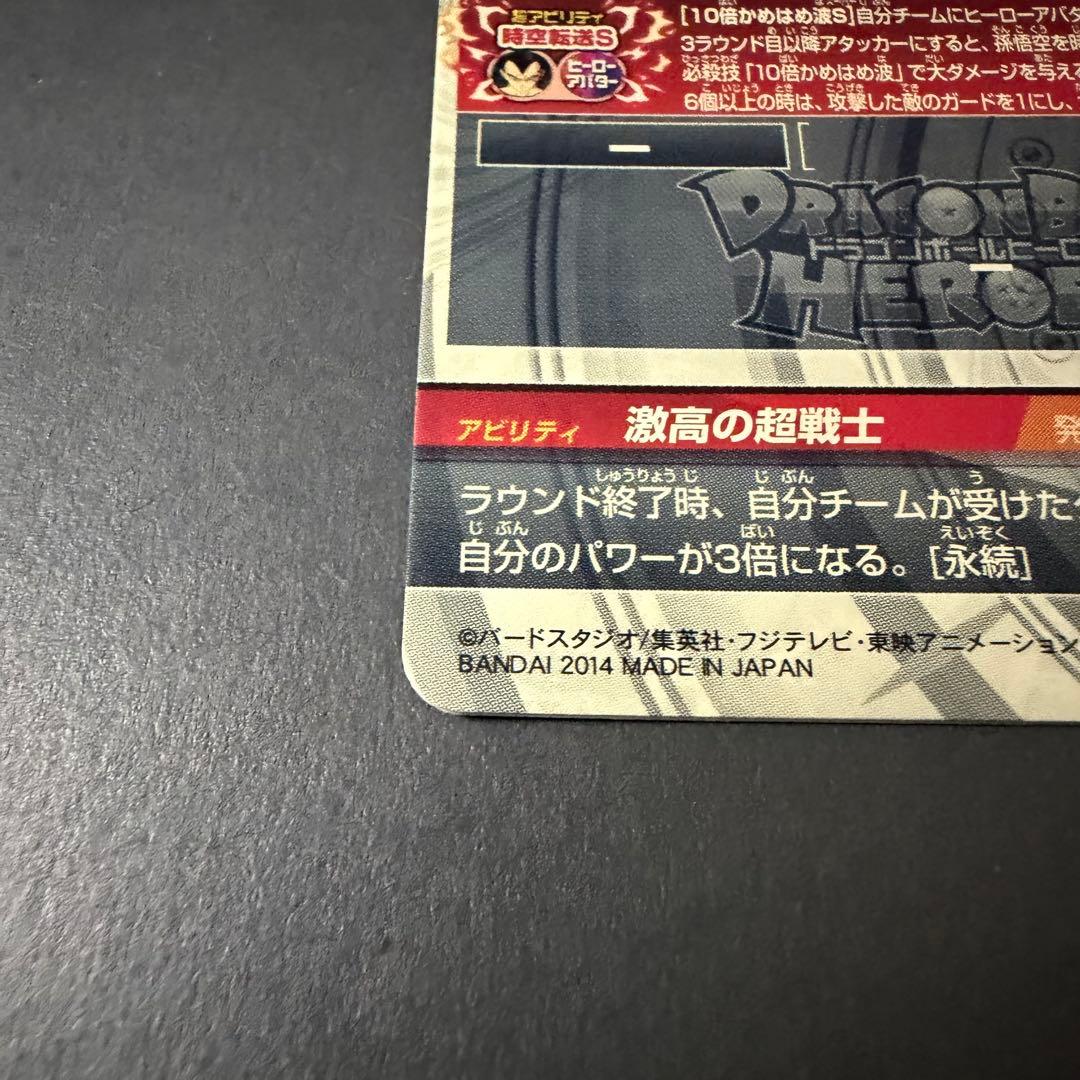 超アビリティ
時空転送S
ヒーロー
アバター
[10倍かめはめ波S]自分チームにヒーローアバタ
3ラウンド目以降アタッカーにすると、孫悟空を時
必殺技「10倍かめはめ波」で大ダメージを与える
6個以上の時は、攻撃した敵のガードを1にし、
ー
[
DRAGON B
ドラゴンボールヒーロ
HERO
ー
アビリティ 激高の超戦士 発
ラウンド終了時、自分チームが受けた
自分のパワーが3倍になる。[永続]
©バードスタジオ/集英社・フジテレビ・東映アニメーション
BANDAI 2014 MADE IN JAPAN